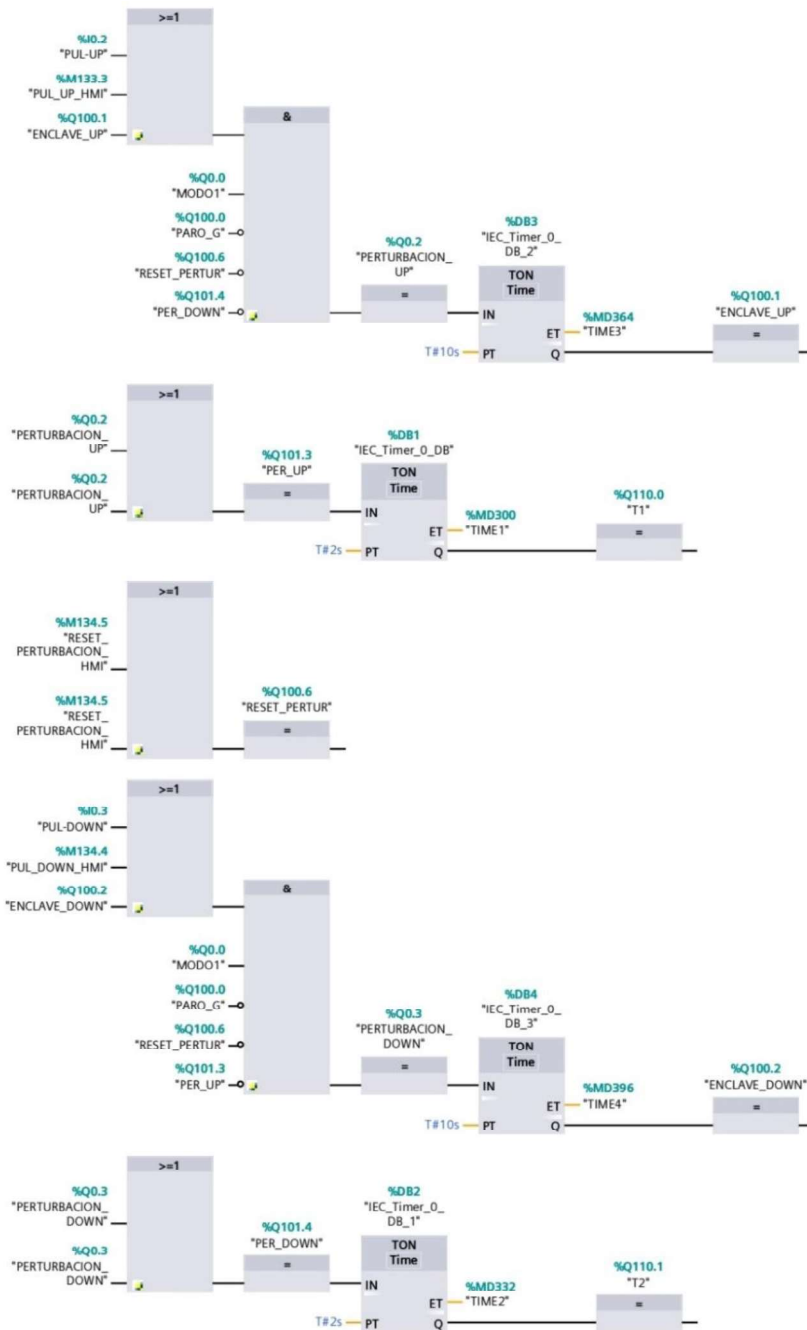 >=1
%I0.2
"PUL-UP"
%M133.3
"PUL_UP_HMI"
%Q100.1
"ENCLAVE_UP"
&
%Q0.0
"MODO1"
%Q100.0
"PARO_G"
%Q100.6
"RESET_PERTUR"
%Q101.4
"PER_DOWN"
%Q0.2
"PERTURBACION_
UP"
=
%DB3
"IEC_Timer_0_
DB_2"
TON
Time
IN
ET
%MD364
"TIME3"
T#10s
PT
Q
%Q100.1
"ENCLAVE_UP"
=
>=1
%Q0.2
"PERTURBACION_
UP"
%Q0.2
"PERTURBACION_
UP"
%Q101.3
"PER_UP"
=
%DB1
"IEC_Timer_0_DB"
TON
Time
IN
ET
%MD300
"TIME1"
T#2s
PT
Q
%Q110.0
"T1"
=
>=1
%M134.5
"RESET_
PERTURBACION_
HMI"
%M134.5
"RESET_
PERTURBACION_
HMI"
%Q100.6
"RESET_PERTUR"
=
>=1
%I0.3
"PUL-DOWN"
%M134.4
"PUL_DOWN_HMI"
%Q100.2
"ENCLAVE_DOWN"
&
%Q0.0
"MODO1"
%Q100.0
"PARO_G"
%Q100.6
"RESET_PERTUR"
%Q101.3
"PER_UP"
%Q0.3
"PERTURBACION_
DOWN"
=
%DB4
"IEC_Timer_0_
DB_3"
TON
Time
IN
ET
%MD396
"TIME4"
T#10s
PT
Q
%Q100.2
"ENCLAVE_DOWN"
=
>=1
%Q0.3
"PERTURBACION_
DOWN"
%Q0.3
"PERTURBACION_
DOWN"
%Q101.4
"PER_DOWN"
=
%DB2
"IEC_Timer_0_
DB_1"
TON
Time
IN
ET
%MD332
"TIME2"
T#2s
PT
Q
%Q110.1
"T2"
=